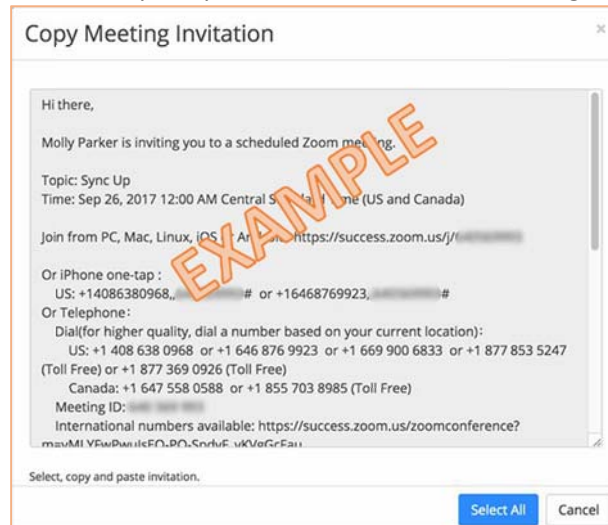 Copy Meeting Invitation
×
Hi there,
Molly Parker is inviting you to a scheduled Zoom meeting.
Topic: Sync Up
Time: Sep 26, 2017 12:00 AM Central Time (US and Canada)
Join from PC, Mac, Linux, iOS https://success.zoom.us/j/
EXAMPLE
Or iPhone one-tap :
US: +14086380968,, # or +16468769923, #
Or Telephone:
Dial(for higher quality, dial a number based on your current location):
US: +1 408 638 0968 or +1 646 876 9923 or +1 669 900 6833 or +1 877 853 5247
(Toll Free) or +1 877 369 0926 (Toll Free)
Canada: +1 647 558 0588 or +1 855 703 8985 (Toll Free)
Meeting ID:
International numbers available: https://success.zoom.us/zoomconference?
Select, copy and paste invitation.
Select All
Cancel